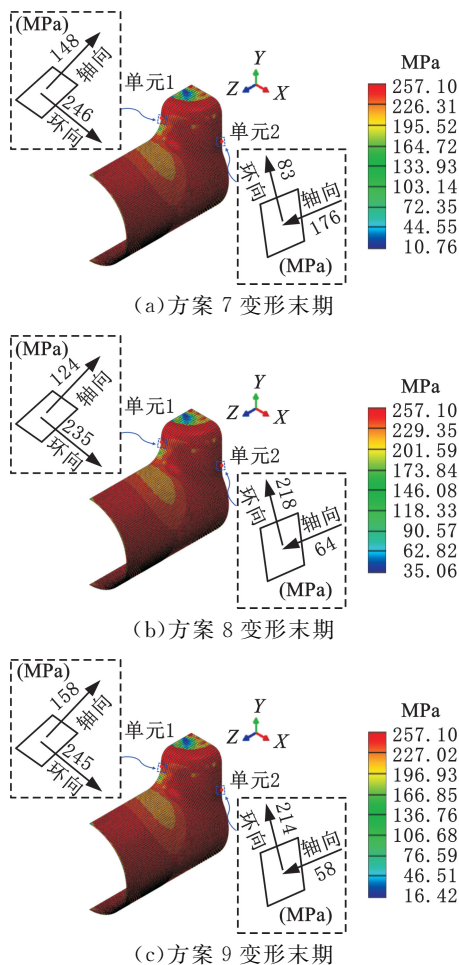 (MPa)
148
轴向
246
环向
单元1
Y
Z
X
单元2
环向
83
轴向
176
(MPa)
MPa
257.10
226.31
195.52
164.72
133.93
103.14
72.35
44.55
10.76
(a)方案 7 变形末期
(MPa)
124
轴向
235
环向
单元1
Y
Z
X
单元2
环向
218
轴向
64
(MPa)
MPa
257.10
229.35
201.59
173.84
146.08
118.33
90.57
62.82
35.06
(b)方案 8 变形末期
(MPa)
158
轴向
245
环向
单元1
Y
Z
X
单元2
环向
214
轴向
58
(MPa)
MPa
257.10
227.02
196.93
166.85
136.76
106.68
76.59
46.51
16.42
(c)方案 9 变形末期